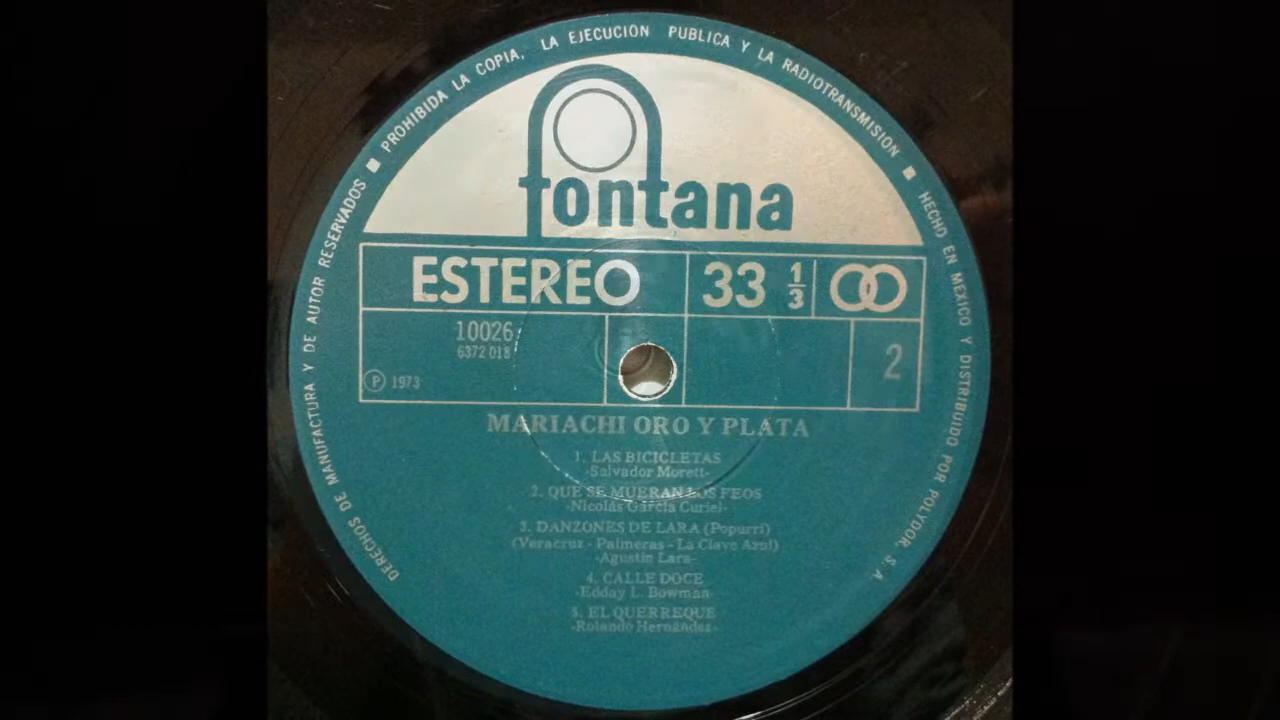 DERECHOS DE MANUFACTURA Y DE AUTOR RESERVADOS ■ PROHIBIDA LA COPIA, LA EJECUCION PUBLICA Y LA RADIOTRANSMISION ■ HECHO EN MEXICO Y DISTRIBUIDO POR POLYDOR, S. A.
fontana
ESTEREO 33 1/3
10026
6372 018
2
Ⓟ 1973
MARIACHI ORO Y PLATA
1. LAS BICICLETAS
-Salvador Morett-
2. QUE SE MUERAN LOS FEOS
-Nicolás García Curiel-
3. DANZONES DE LARA (Popurrí)
(Veracruz - Palmeras - La Clave Azul)
-Agustín Lara-
4. CALLE DOCE
-Edday L. Bowman-
5. EL QUERREQUE
-Rolando Hernández-